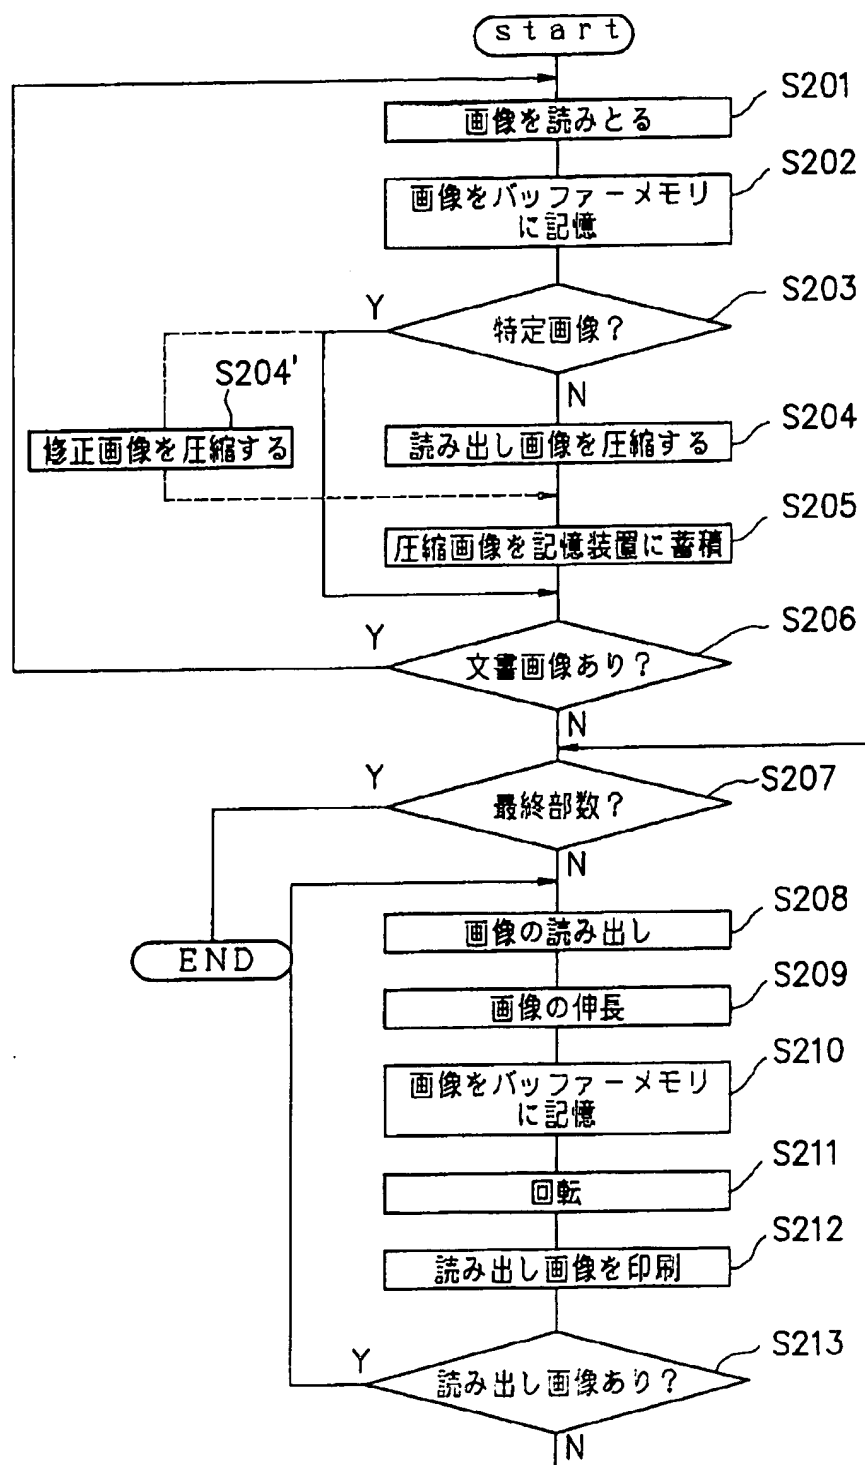 start
S201
画像を読みとる
S202
画像をバッファーメモリ
に記憶
S203
Y
特定画像?
S204'
N
S204
修正画像を圧縮する
読み出し画像を圧縮する
S205
圧縮画像を記憶装置に蓄積
S206
Y
文書画像あり?
N
S207
Y
最終部数?
N
S208
画像の読み出し
END
S209
画像の伸長
S210
画像をバッファーメモリ
に記憶
S211
回転
S212
読み出し画像を印刷
S213
Y
読み出し画像あり?
N